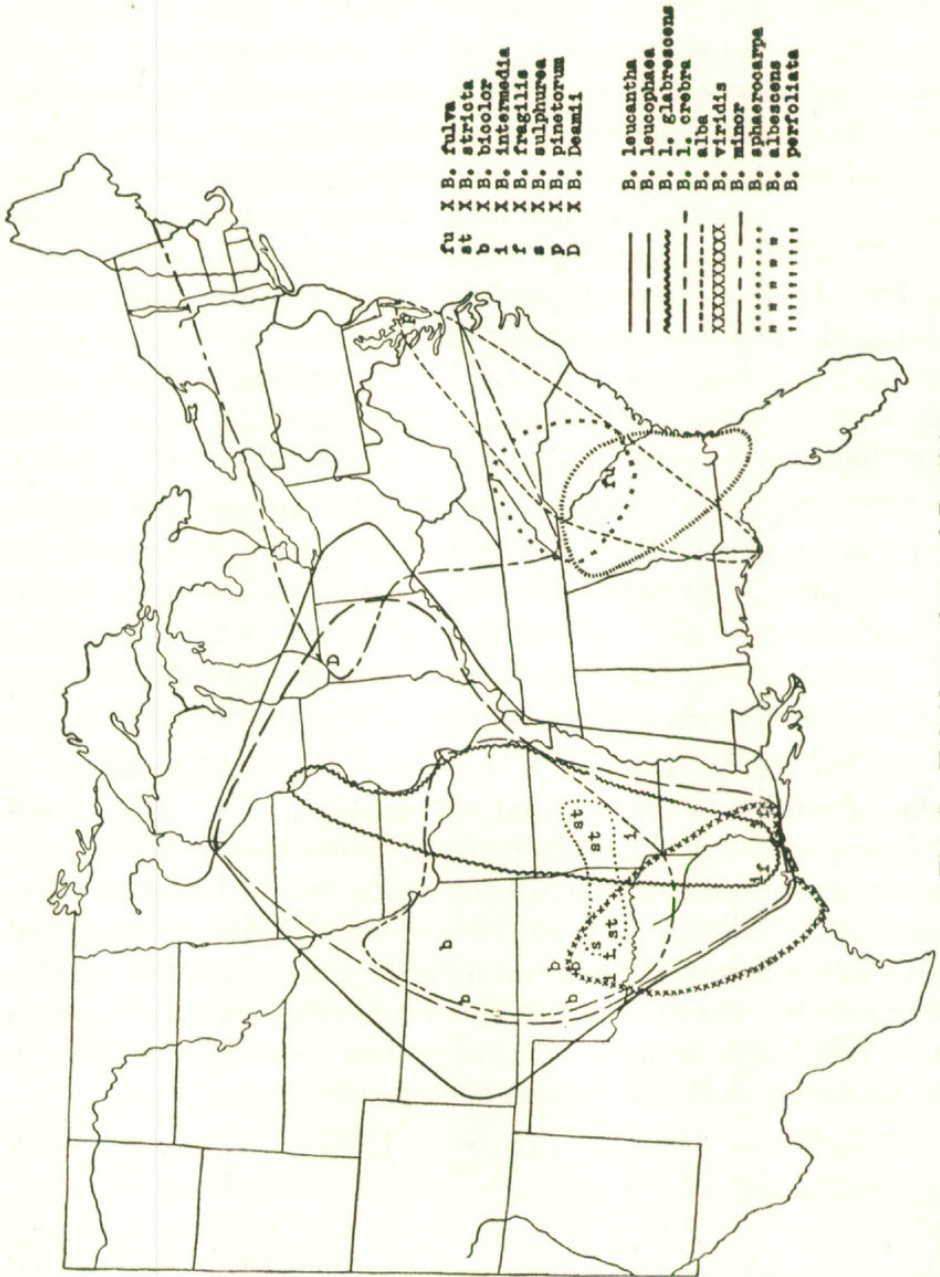 fu X B. fulva
st X B. stricta
b X B. bicolor
i X B. intermedia
f X B. fragilis
s X B. sulphurea
p X B. pinetorum
D X B. Deamii
B. leucantha
B. leucophaea
B. l. glabrescens
B. l. crebra
B. alba
B. viridis
B. minor
B. sphaerocarpa
B. albescens
B. perfoliata
D
b
b
b
b
st
st
s
st
i
f
fu